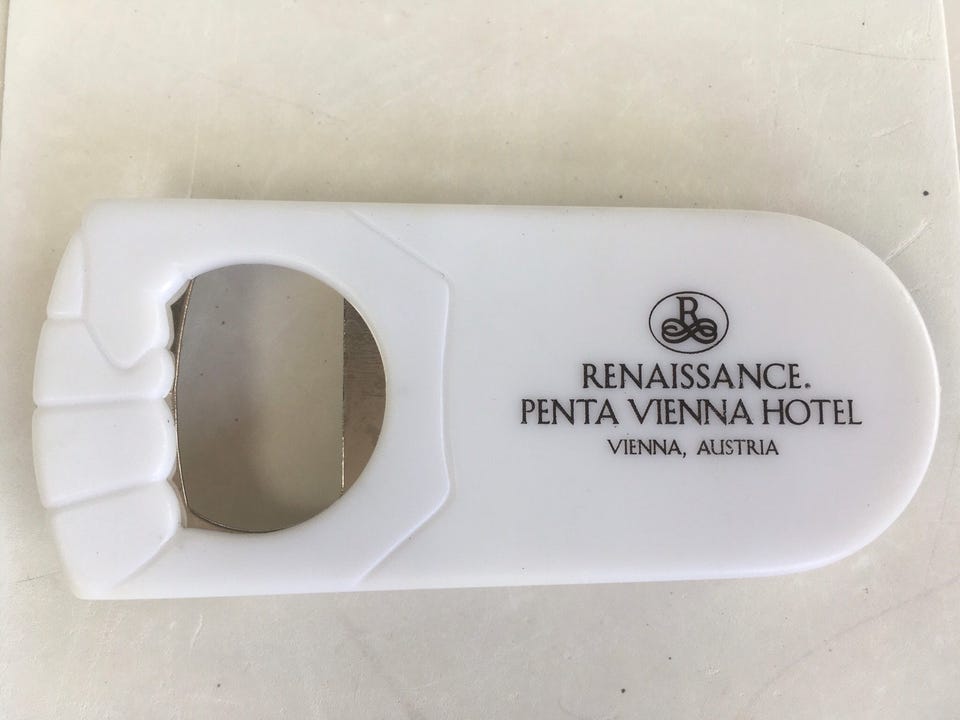 R
RENAISSANCE.
PENTA VIENNA HOTEL
VIENNA, AUSTRIA